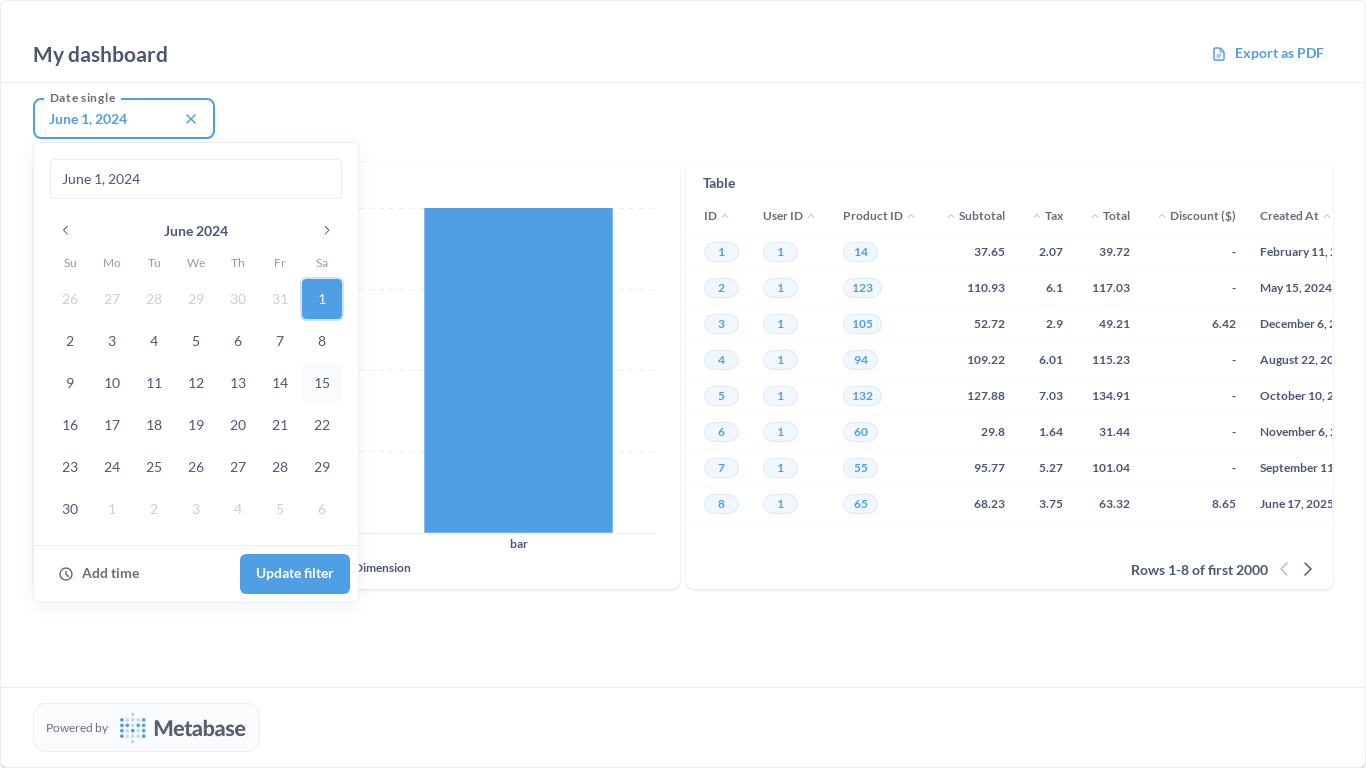 My dashboard
Export as PDF
Date single
June 1, 2024
June 1, 2024
June 2024
Su Mo Tu We Th Fr Sa
26 27 28 29 30 31 1
2 3 4 5 6 7 8
9 10 11 12 13 14 15
16 17 18 19 20 21 22
23 24 25 26 27 28 29
30 1 2 3 4 5 6
Add time
Update filter
bar
Dimension
Table
ID User ID Product ID Subtotal Tax Total Discount ($) Created At
1 1 14 37.65 2.07 39.72 - February 11,
2 1 123 110.93 6.1 117.03 - May 15, 2024
3 1 105 52.72 2.9 49.21 6.42 December 6,
4 1 94 109.22 6.01 115.23 - August 22, 20
5 1 132 127.88 7.03 134.91 - October 10,
6 1 60 29.8 1.64 31.44 - November 6,
7 1 55 95.77 5.27 101.04 - September 11
8 1 65 68.23 3.75 63.32 8.65 June 17, 2025
Rows 1-8 of first 2000
Powered by
Metabase